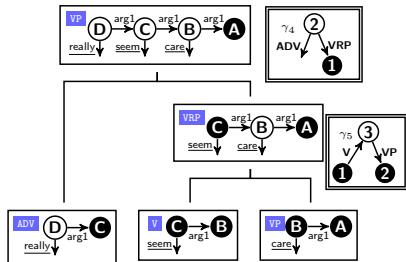 VP
arg1 arg1 arg1
D C B A
really seem care
γ4 2
ADV VRP
1
VRP
arg1 arg1
C B A
seem care
γ5 3
V VP
1 2
ADV
D C
really arg1
V
C B
seem arg1
VP
B A
care arg1